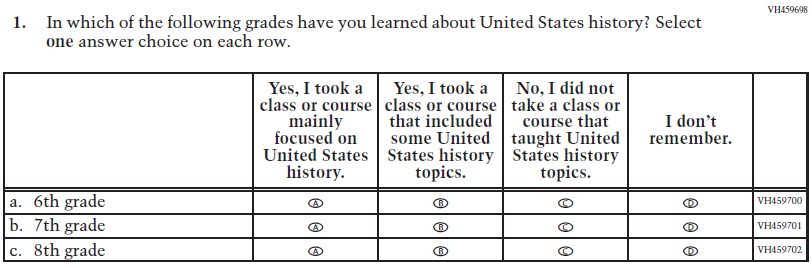 VH459698
1. In which of the following grades have you learned about United States history? Select
one answer choice on each row.
Yes, I took a class or course mainly focused on United States history.
Yes, I took a class or course that included some United States history topics.
No, I did not take a class or course that taught United States history topics.
I don't remember.
a. 6th grade A B C D VH459700
b. 7th grade A B C D VH459701
c. 8th grade A B C D VH459702